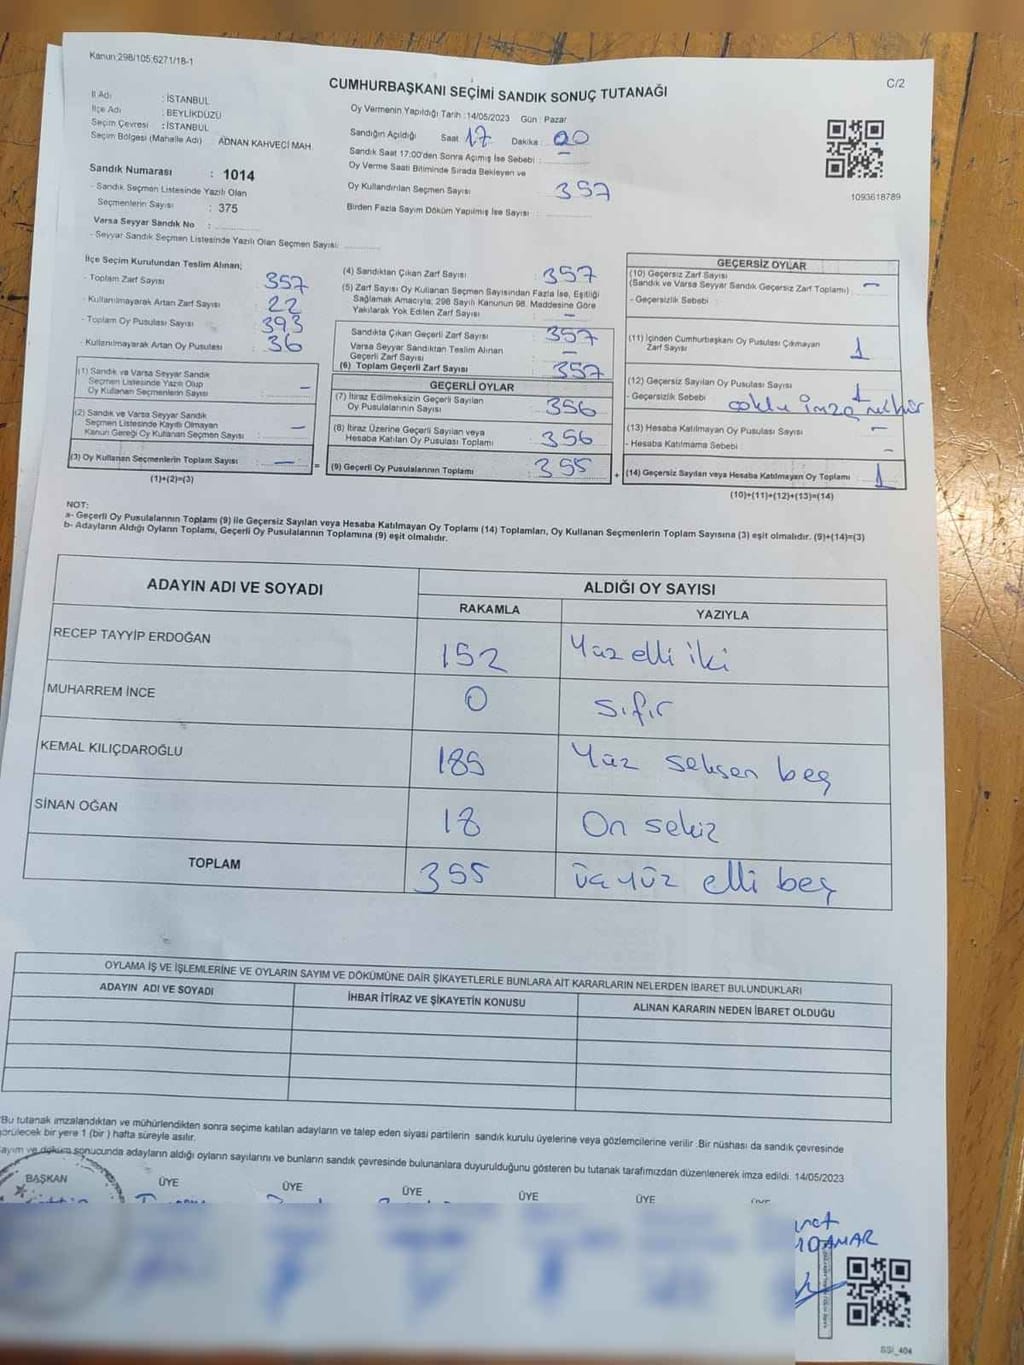 Kanun:298/105;6271/18-1
C/2
CUMHURBAŞKANI SEÇİMİ SANDIK SONUÇ TUTANAĞI
İl Adı : İSTANBUL
İlçe Adı : BEYLİKDÜZÜ
Seçim Çevresi : İSTANBUL
Seçim Bölgesi (Mahalle Adı) ADNAN KAHVECİ MAH.
Sandık Numarası : 1014
- Sandık Seçmen Listesinde Yazılı Olan
Seçmenlerin Sayısı : 375
Varsa Seyyar Sandık No :
- Seyyar Sandık Seçmen Listesinde Yazılı Olan Seçmen Sayısı:
Oy Vermenin Yapıldığı Tarih :14/05/2023 Gün : Pazar
Sandığın Açıldığı Saat 17 Dakika : 00
Sandık Saat 17:00'den Sonra Açımış İse Sebebi : –
Oy Verme Saati Bitiminde Sırada Bekleyen ve
Oy Kullandırılan Seçmen Sayısı 357
Birden Fazla Sayım Döküm Yapılmış İse Sayısı :
1093618789
İlçe Seçim Kurulundan Teslim Alınan;
- Toplam Zarf Sayısı 357
- Kullanılmayarak Artan Zarf Sayısı : 22
- Toplam Oy Pusulası Sayısı : 393
- Kullanılmayarak Artan Oy Pusulası : 36
(1) Sandık ve Varsa Seyyar Sandık
Seçmen Listesinde Yazılı Olup
Oy Kullanan Seçmenlerin Sayısı : –
(2) Sandık ve Varsa Seyyar Sandık
Seçmen Listesinde Kayıtlı Olmayan
Kanun Gereği Oy Kullanan Seçmen Sayısı : –
(3) Oy Kullanan Seçmenlerin Toplam Sayısı : –
(1)+(2)=(3)
=
(4) Sandıktan Çıkan Zarf Sayısı : 357
(5) Zarf Sayısı Oy Kullanan Seçmen Sayısından Fazla İse, Eşitliği
Sağlamak Amacıyla, 298 Sayılı Kanunun 98. Maddesine Göre
Yakılarak Yok Edilen Zarf Sayısı : –
Sandıkta Çıkan Geçerli Zarf Sayısı : 357
Varsa Seyyar Sandıktan Teslim Alınan
Geçerli Zarf Sayısı –
(6) Toplam Geçerli Zarf Sayısı : 357
GEÇERLİ OYLAR
(7) İtiraz Edilmeksizin Geçerli Sayılan
Oy Pusulalarının Sayısı : 356
(8) İtiraz Üzerine Geçerli Sayılan veya
Hesaba Katılan Oy Pusulası Toplamı : 356
(9) Geçerli Oy Pusulalarının Toplamı : 355
+
GEÇERSİZ OYLAR
(10) Geçersiz Zarf Sayısı
(Sandık ve Varsa Seyyar Sandık Geçersiz Zarf Toplamı) : –
- Geçersizlik Sebebi
(11) İçinden Cumhurbaşkanı Oy Pusulası Çıkmayan
Zarf Sayısı : 1
(12) Geçersiz Sayılan Oy Pusulası Sayısı : 1
- Geçersizlik Sebebi çoklu imza mühür
(13) Hesaba Katılmayan Oy Pusulası Sayısı : –
- Hesaba Katılmama Sebebi –
(14) Geçersiz Sayılan veya Hesaba Katılmayan Oy Toplamı : 1
(10)+(11)+(12)+(13)=(14)
NOT:
a- Geçerli Oy Pusulalarının Toplamı (9) ile Geçersiz Sayılan veya Hesaba Katılmayan Oy Toplamı (14) Toplamları, Oy Kullanan Seçmenlerin Toplam Sayısına (3) eşit olmalıdır. (9)+(14)=(3)
b- Adayların Aldığı Oyların Toplamı, Geçerli Oy Pusulalarının Toplamına (9) eşit olmalıdır.
ADAYIN ADI VE SOYADI
ALDIĞI OY SAYISI
RAKAMLA YAZIYLA
RECEP TAYYİP ERDOĞAN 152 Yüz elli iki
MUHARREM İNCE 0 sıfır
KEMAL KILIÇDAROĞLU 185 Yüz seksen beş
SİNAN OĞAN 18 On sekiz
TOPLAM 355 üç yüz elli beş
OYLAMA İŞ VE İŞLEMLERİNE VE OYLARIN SAYIM VE DÖKÜMÜNE DAİR ŞİKAYETLERLE BUNLARA AİT KARARLARIN NELERDEN İBARET BULUNDUKLARI
ADAYIN ADI VE SOYADI İHBAR İTİRAZ VE ŞİKAYETİN KONUSU ALINAN KARARIN NEDEN İBARET OLDUĞU
Bu tutanak imzalandıktan ve mühürlendikten sonra seçime katılan adayların ve talep eden siyasi partilerin sandık kurulu üyelerine veya gözlemcilerine verilir .Bir nüshası da sandık çevresinde
görülecek bir yere 1 (bir ) hafta süreyle asılır.
Sayım ve döküm sonucunda adayların aldığı oyların sayılarını ve bunların sandık çevresinde bulunanlara duyurulduğunu gösteren bu tutanak tarafımızdan düzenlenerek imza edildi. 14/05/2023
BAŞKAN ÜYE ÜYE ÜYE ÜYE ÜYE
SSİ_404